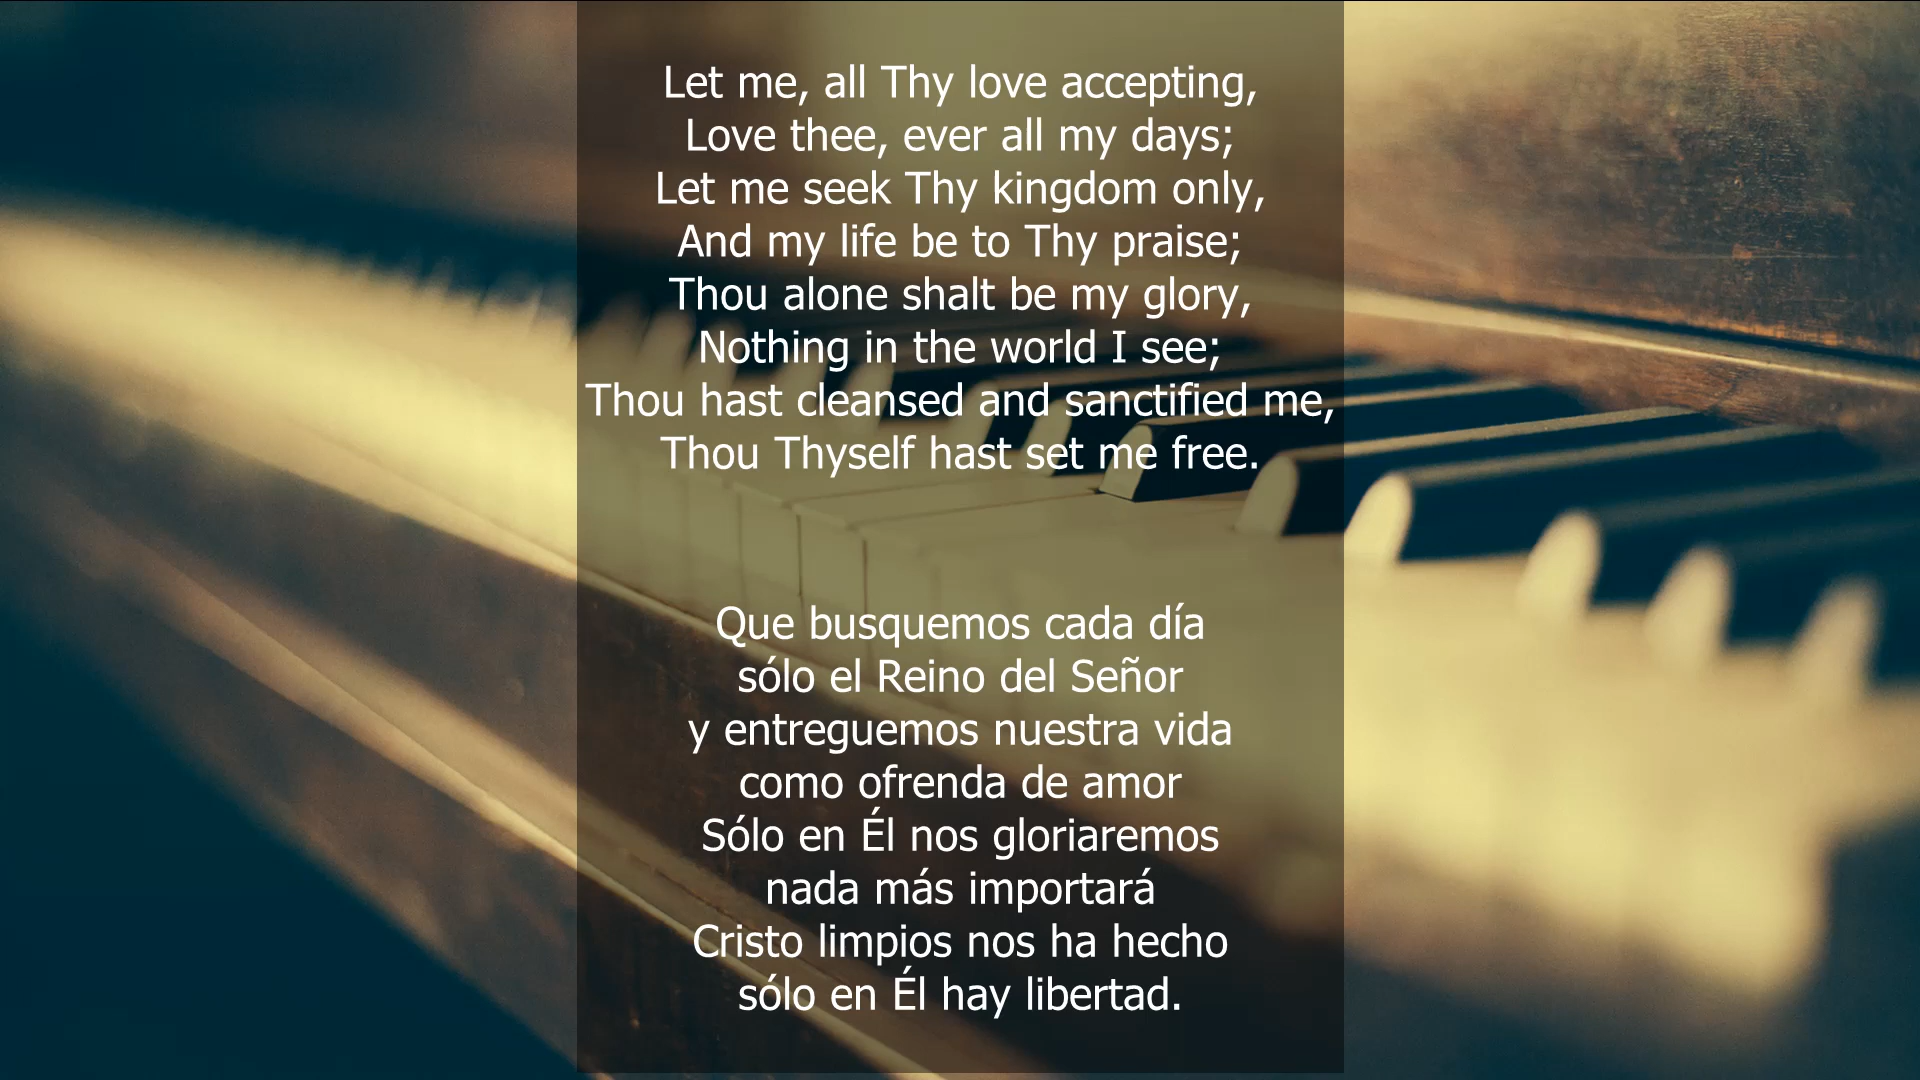 Let me, all Thy love accepting,
Love thee, ever all my days;
Let me seek Thy kingdom only,
And my life be to Thy praise;
Thou alone shalt be my glory,
Nothing in the world I see;
Thou hast cleansed and sanctified me,
Thou Thyself hast set me free.
Que busquemos cada día
sólo el Reino del Señor
y entreguemos nuestra vida
como ofrenda de amor
Sólo en Él nos gloriaremos
nada más importará
Cristo limpios nos ha hecho
sólo en Él hay libertad.